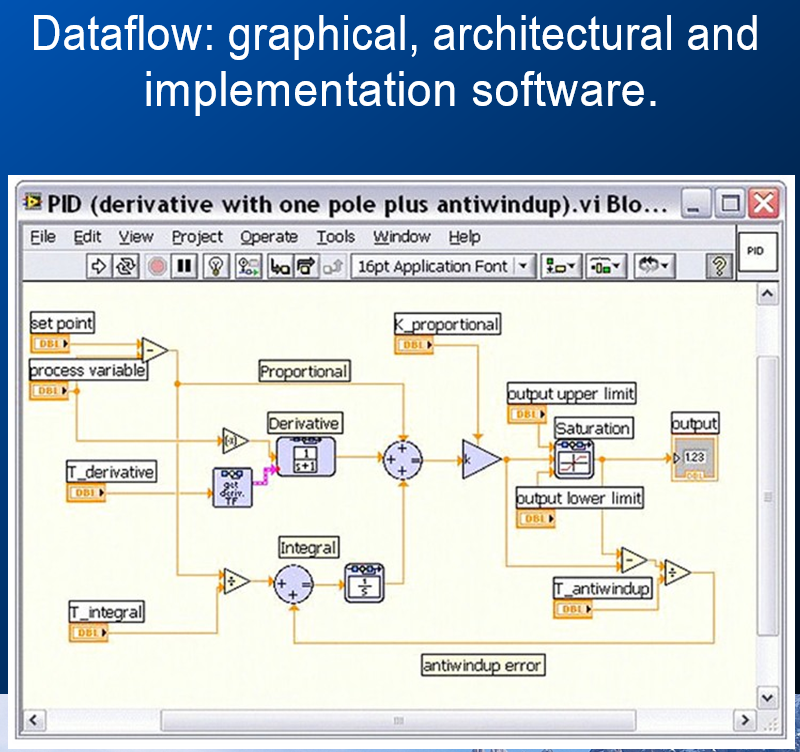 Dataflow: graphical, architectural and
implementation software.
PID (derivative with one pole plus antiwindup).vi Blo...
File Edit View Project Operate Tools Window Help
PID
16pt Application Font
?
set point
DBL
K_proportional
DBL
process variable
DBL
Proportional
output upper limit
DBL
Derivative
Saturation
output
1.23
DBL
T_derivative
DBL
get
deriv.
TF
1
s+1
k
output lower limit
DBL
Integral
1
s
T_integral
DBL
T_antiwindup
DBL
antiwindup error